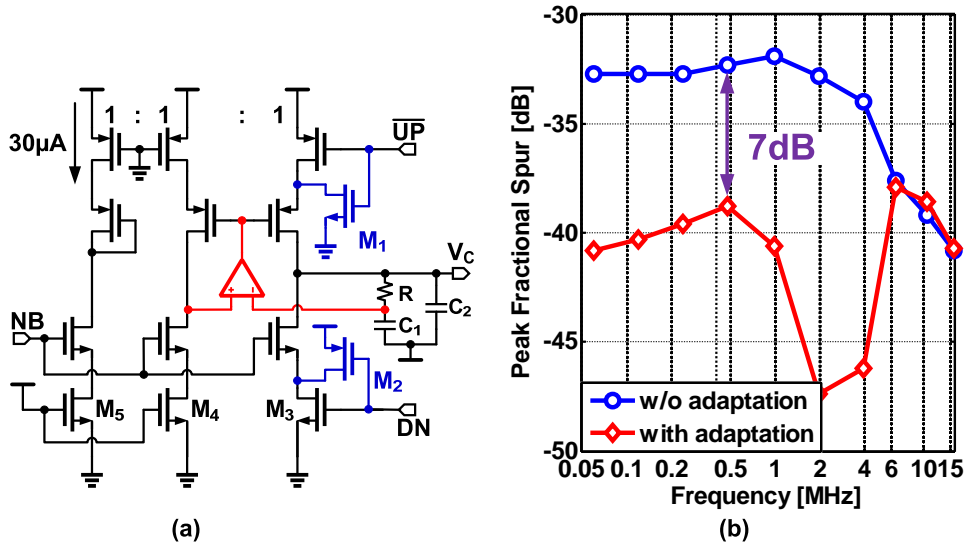 1 : 1 : 1
30µA
UP
M1
VC
R
C2
C1
+ -
NB
M2
M5
M4
M3
DN
(a)
-30
-35
-40
-45
-50
Peak Fractional Spur [dB]
7dB
w/o adaptation
with adaptation
0.05 0.1 0.2 0.5 1 2 4 6 10 15
Frequency [MHz]
(b)